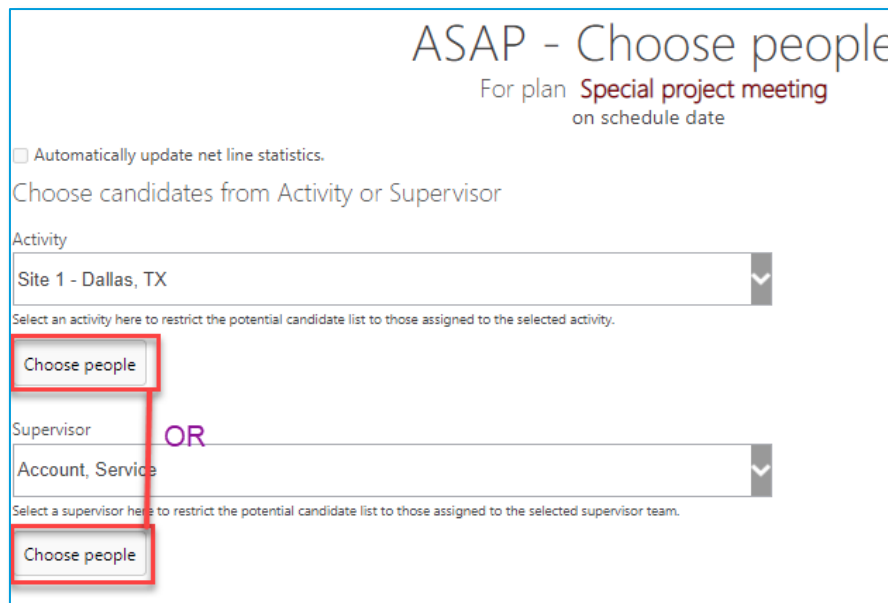 ASAP - Choose people
For plan Special project meeting
on schedule date
Automatically update net line statistics.
Choose candidates from Activity or Supervisor
Activity
Site 1 - Dallas, TX
Select an activity here to restrict the potential candidate list to those assigned to the selected activity.
Choose people
Supervisor
OR
Account, Service
Select a supervisor here to restrict the potential candidate list to those assigned to the selected supervisor team.
Choose people